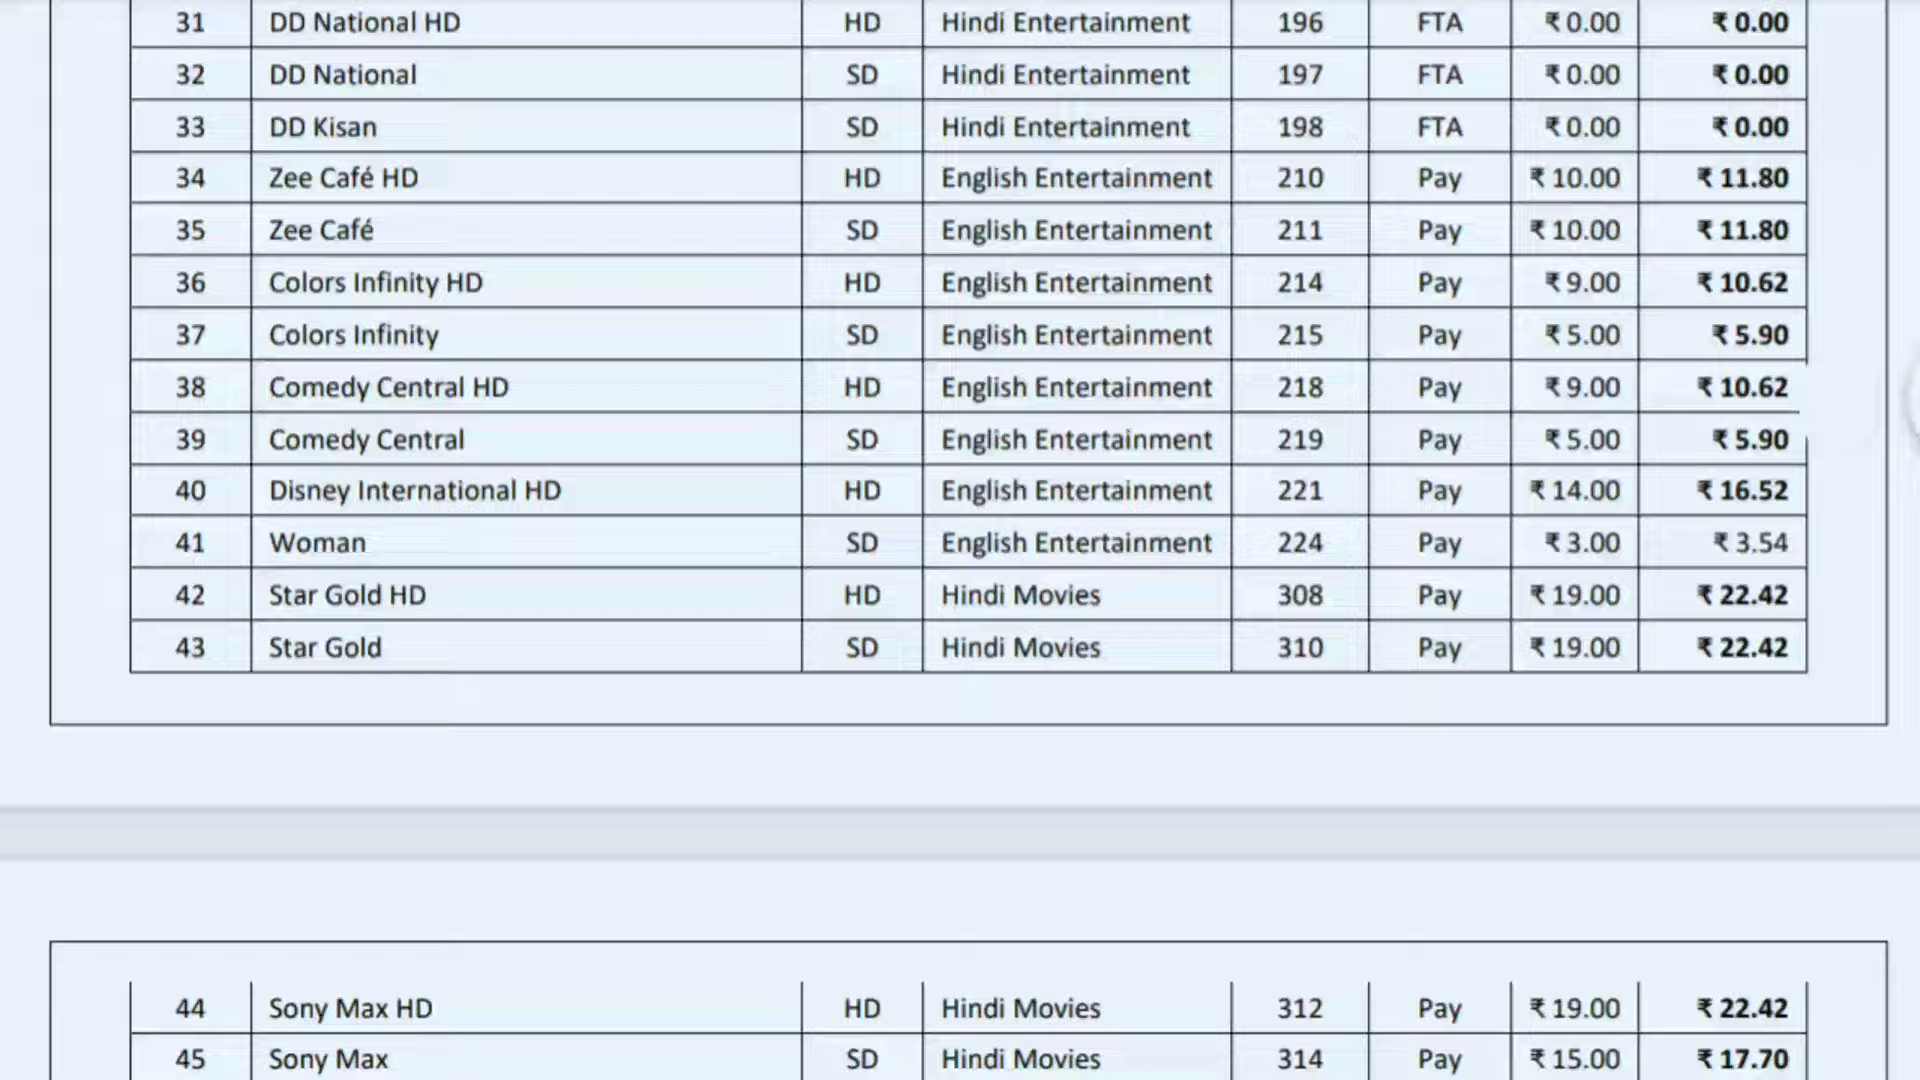 31 DD National HD HD Hindi Entertainment 196 FTA ₹ 0.00 ₹ 0.00
32 DD National SD Hindi Entertainment 197 FTA ₹ 0.00 ₹ 0.00
33 DD Kisan SD Hindi Entertainment 198 FTA ₹ 0.00 ₹ 0.00
34 Zee Café HD HD English Entertainment 210 Pay ₹ 10.00 ₹ 11.80
35 Zee Café SD English Entertainment 211 Pay ₹ 10.00 ₹ 11.80
36 Colors Infinity HD HD English Entertainment 214 Pay ₹ 9.00 ₹ 10.62
37 Colors Infinity SD English Entertainment 215 Pay ₹ 5.00 ₹ 5.90
38 Comedy Central HD HD English Entertainment 218 Pay ₹ 9.00 ₹ 10.62
39 Comedy Central SD English Entertainment 219 Pay ₹ 5.00 ₹ 5.90
40 Disney International HD HD English Entertainment 221 Pay ₹ 14.00 ₹ 16.52
41 Woman SD English Entertainment 224 Pay ₹ 3.00 ₹ 3.54
42 Star Gold HD HD Hindi Movies 308 Pay ₹ 19.00 ₹ 22.42
43 Star Gold SD Hindi Movies 310 Pay ₹ 19.00 ₹ 22.42
44 Sony Max HD HD Hindi Movies 312 Pay ₹ 19.00 ₹ 22.42
45 Sony Max SD Hindi Movies 314 Pay ₹ 15.00 ₹ 17.70